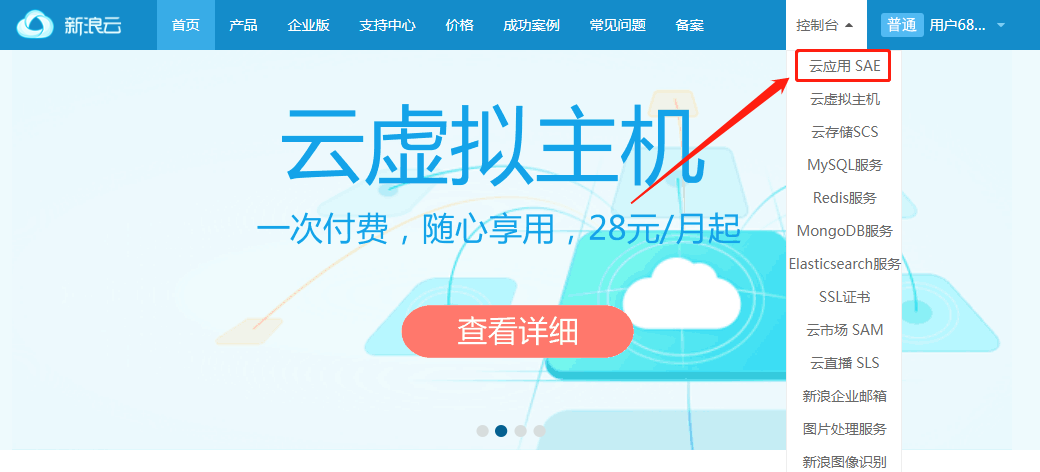 新浪云
首页 产品 企业版 支持中心 价格 成功案例 常见问题 备案 控制台 普通 用户68...
云应用 SAE
云虚拟主机
云存储SCS
MySQL服务
Redis服务
MongoDB服务
Elasticsearch服务
SSL证书
云市场 SAM
云直播 SLS
新浪企业邮箱
图片处理服务
新浪图像识别
云虚拟主机
一次付费，随心享用，28元/月起
查看详细